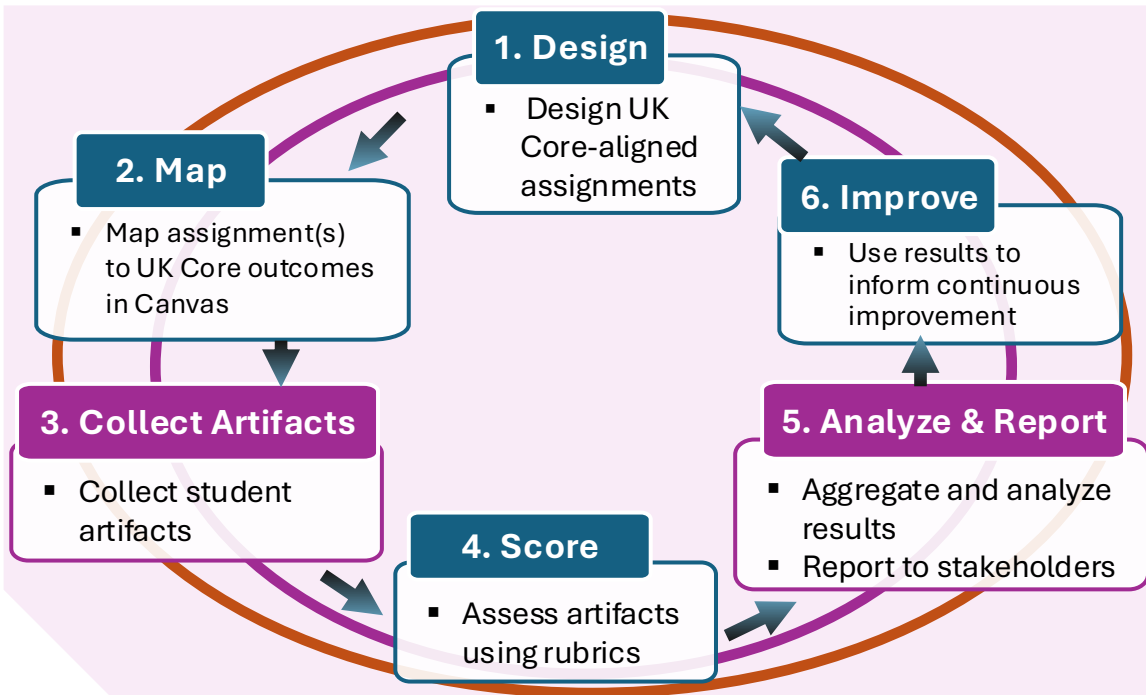 1. Design
▪ Design UK
Core-aligned
assignments
2. Map
▪ Map assignment(s)
to UK Core outcomes
in Canvas
3. Collect Artifacts
▪ Collect student
artifacts
4. Score
▪ Assess artifacts
using rubrics
5. Analyze & Report
▪ Aggregate and analyze
results
▪ Report to stakeholders
6. Improve
▪ Use results to
inform continuous
improvement